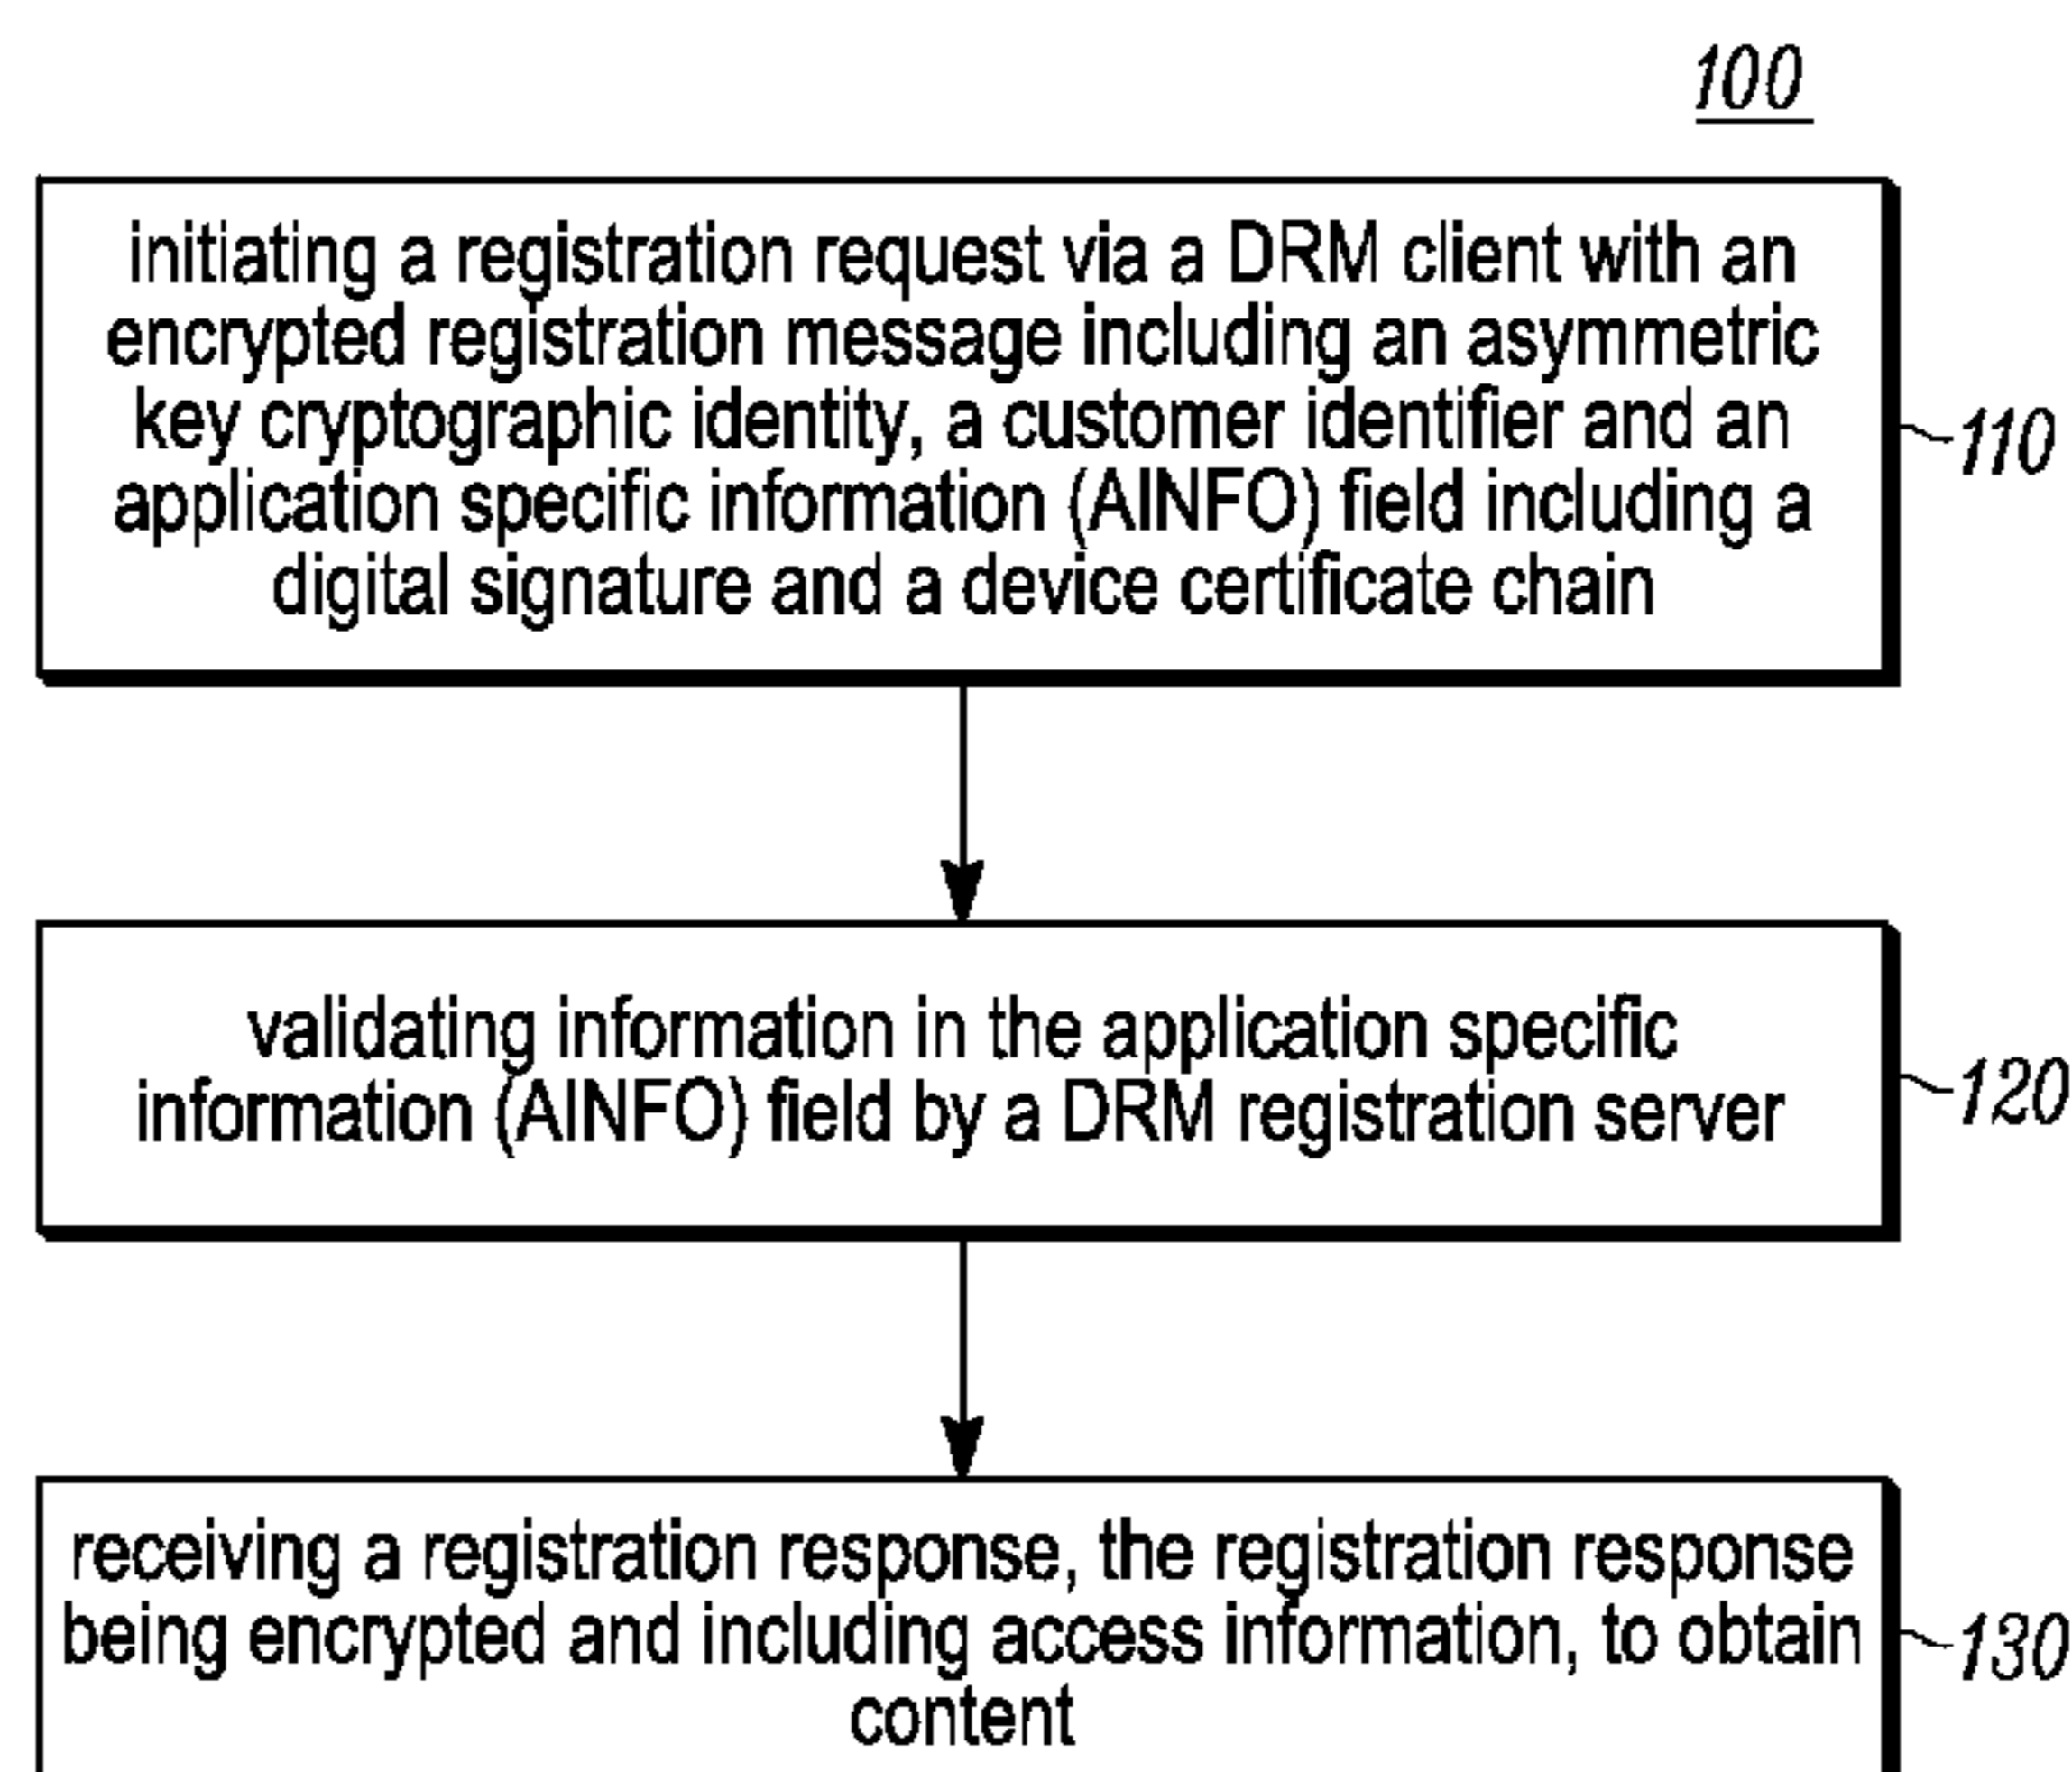 100
initiating a registration request via a DRM client with an
encrypted registration message including an asymmetric
key cryptographic identity, a customer identifier and an
application specific information (AINFO) field including a
digital signature and a device certificate chain
110
validating information in the application specific
information (AINFO) field by a DRM registration server
120
receiving a registration response, the registration response
being encrypted and including access information, to obtain
content
130